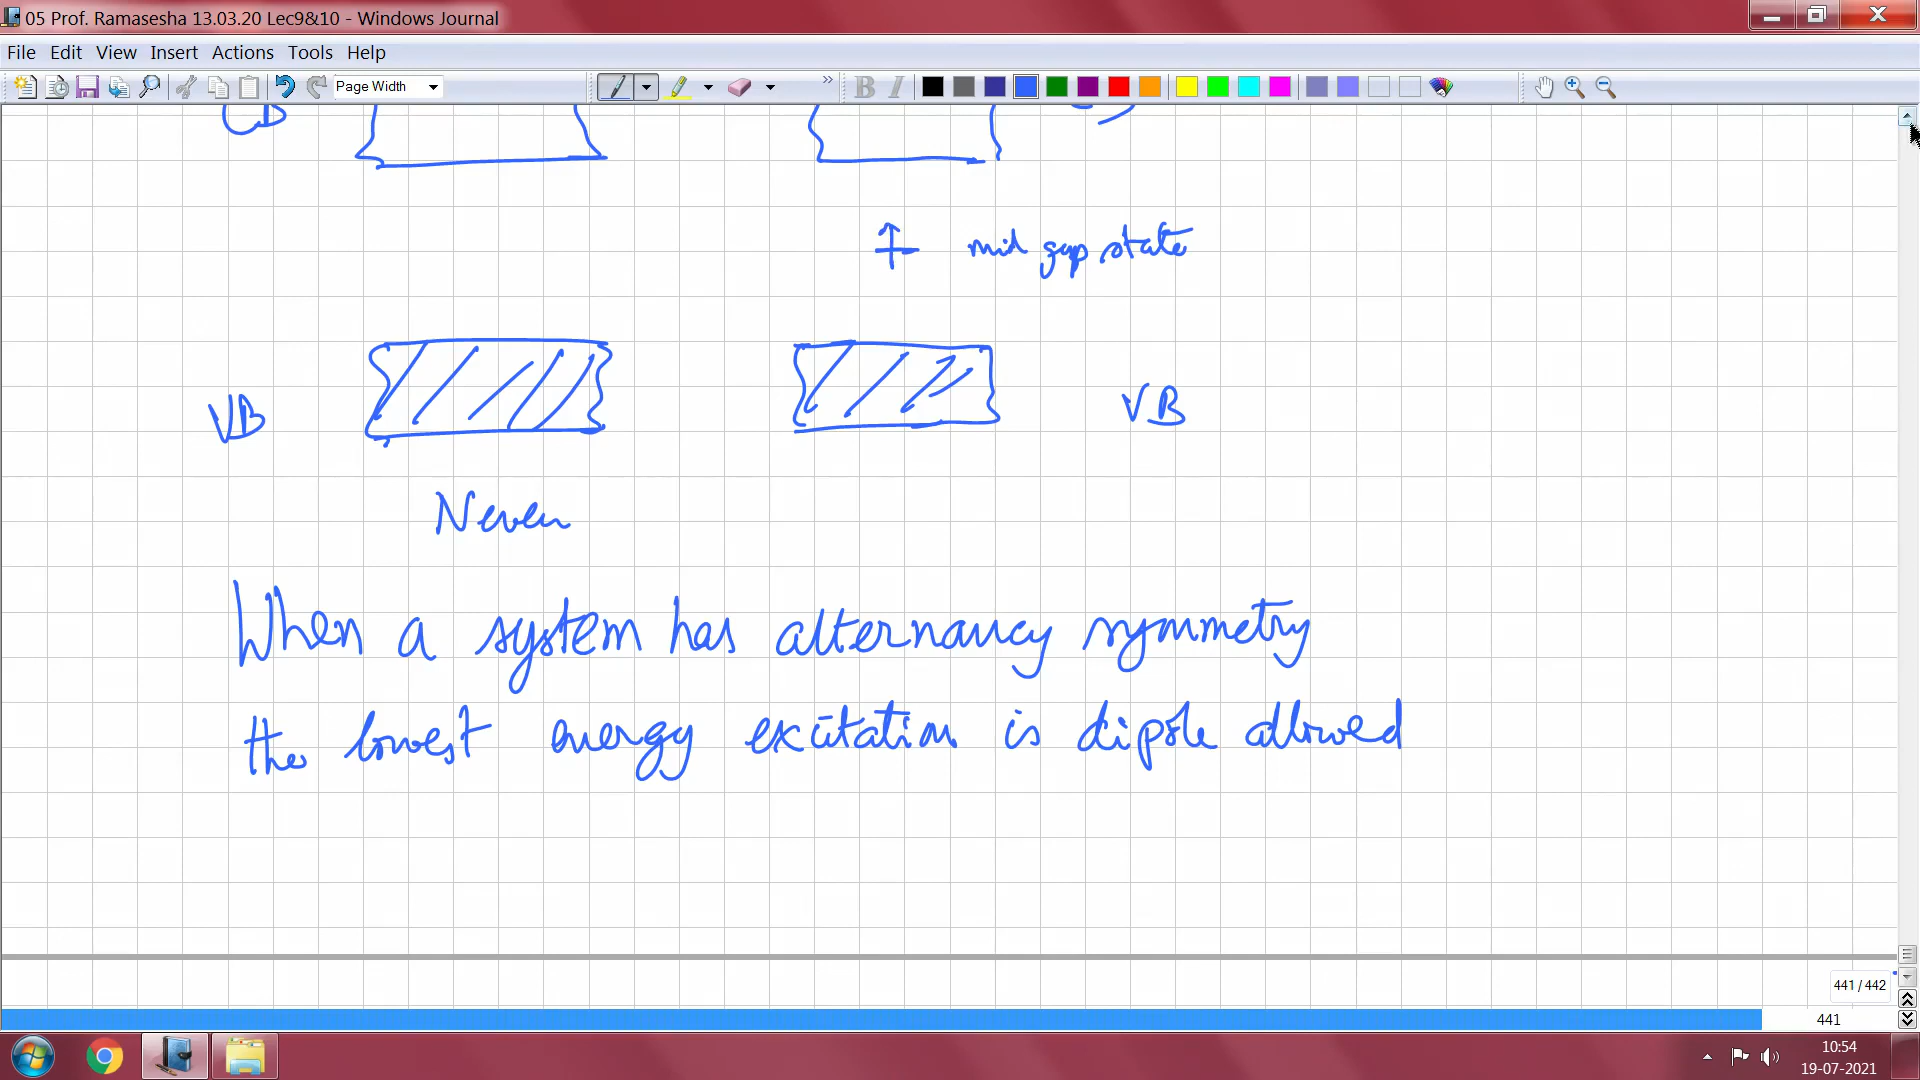 05 Prof. Ramasesha 13.03.20 Lec9&10 - Windows Journal
File Edit View Insert Actions Tools Help
Page Width B I
CB
mid gap state
VB VB
Neven
When a system has alternancy symmetry
the lowest energy excitation is dipole allowed
441 / 442
441
10:54
19-07-2021